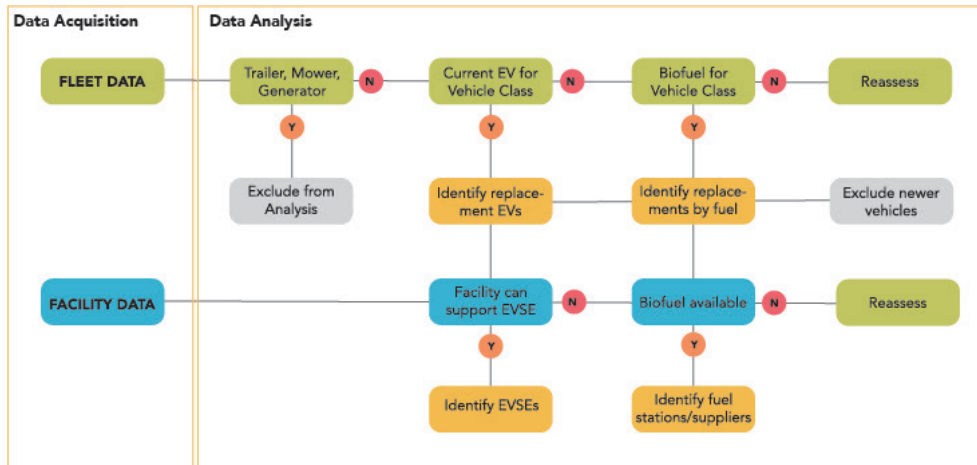 Data Acquisition
Data Analysis
FLEET DATA
Trailer, Mower,
Generator
N
Current EV for
Vehicle Class
N
Biofuel for
Vehicle Class
N
Reassess
Y
Y
Y
Exclude from
Analysis
Identify replace-
ment EVs
Identify replace-
ments by fuel
Exclude newer
vehicles
FACILITY DATA
Facility can
support EVSE
N
Biofuel available
N
Reassess
Y
Y
Identify EVSEs
Identify fuel
stations/suppliers